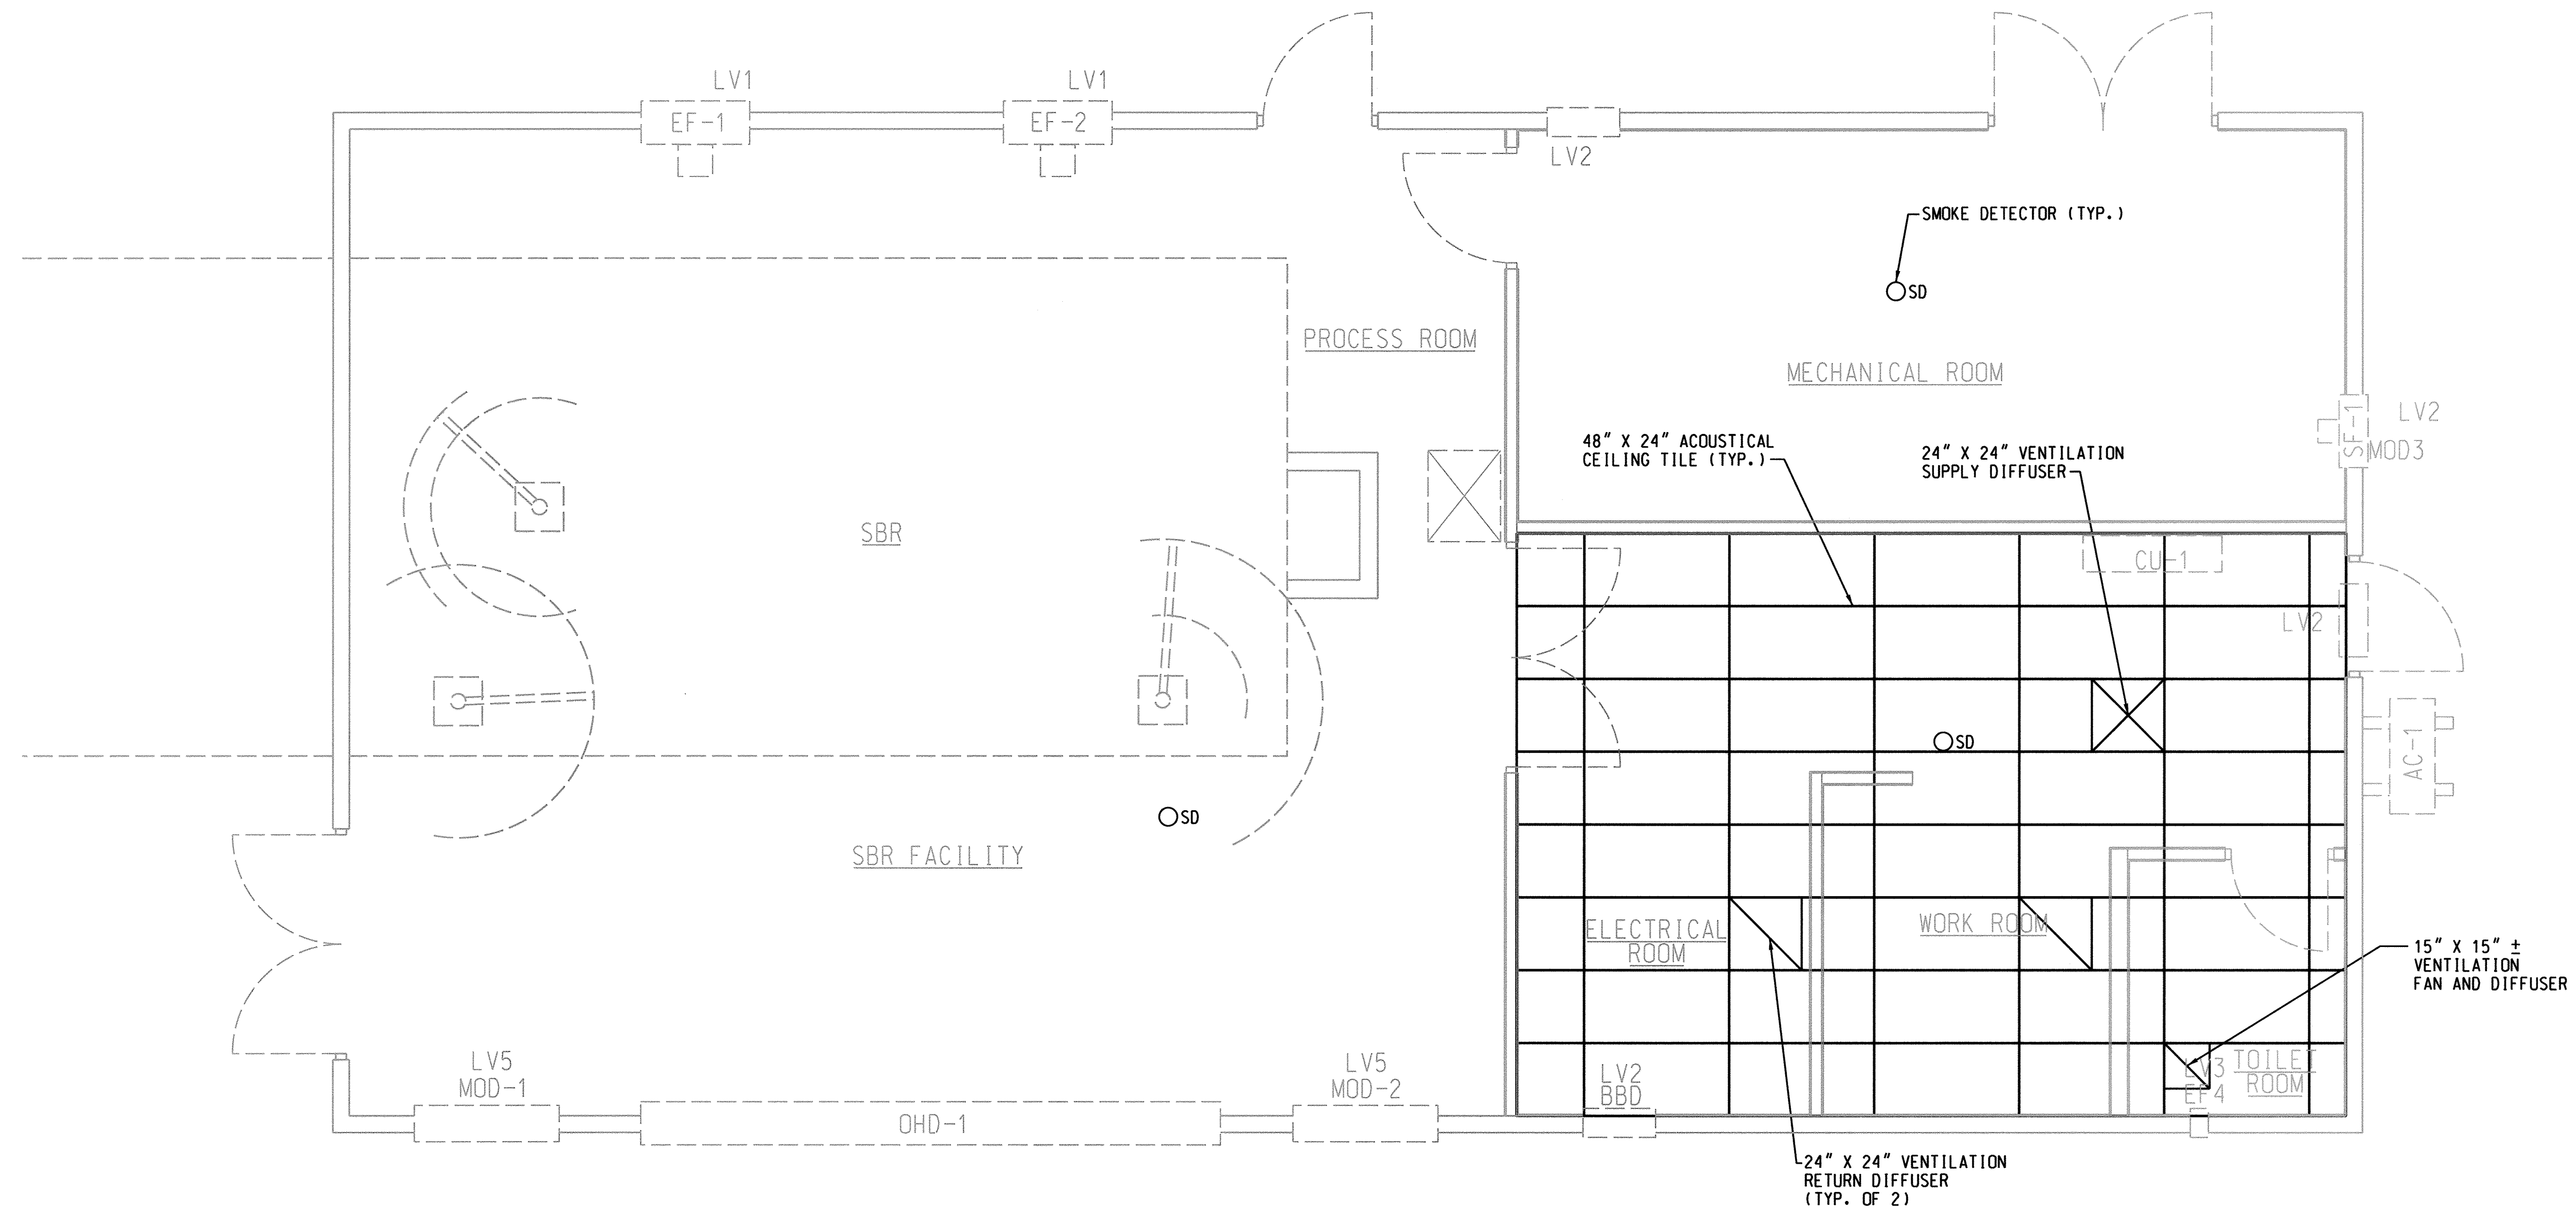 LV1
LV1
EF-1
EF-2
LV2
SMOKE DETECTOR (TYP.)
SD
PROCESS ROOM
MECHANICAL ROOM
SF-1
LV2
MOD3
48" X 24" ACOUSTICAL
CEILING TILE (TYP.)
24" X 24" VENTILATION
SUPPLY DIFFUSER
SBR
CU-1
LV2
SD
AC-1
SD
SBR FACILITY
ELECTRICAL
ROOM
WORK ROOM
15" X 15" ±
VENTILATION
FAN AND DIFFUSER
LV5
MOD-1
OHD-1
LV5
MOD-2
LV2
BBD
LV3
EF4
TOILET
ROOM
24" X 24" VENTILATION
RETURN DIFFUSER
(TYP. OF 2)